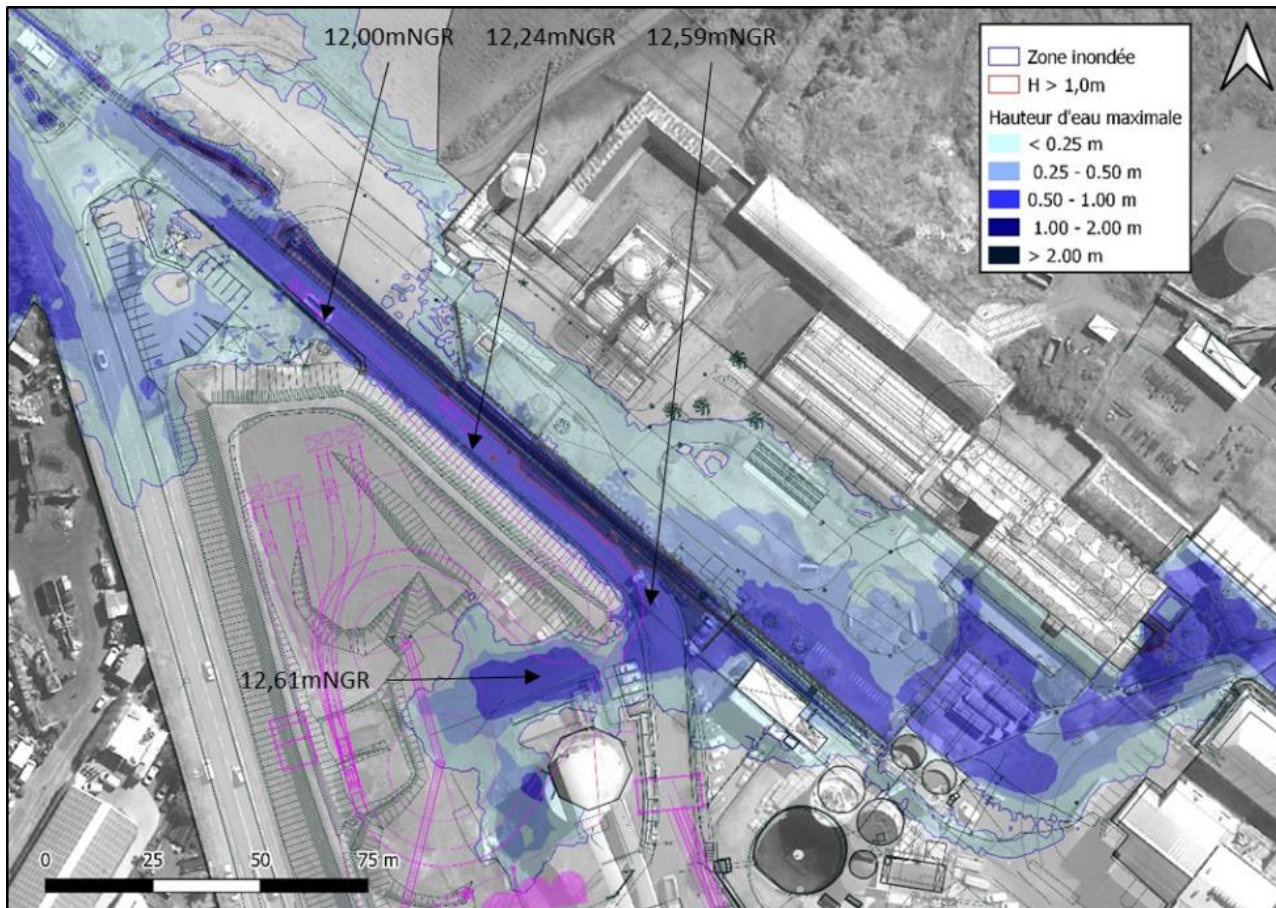 12,00mNGR 12,24mNGR 12,59mNGR
Zone inondée
H > 1,0m
Hauteur d'eau maximale
< 0.25 m
0.25 - 0.50 m
0.50 - 1.00 m
1.00 - 2.00 m
> 2.00 m
12,61mNGR
0 25 50 75 m